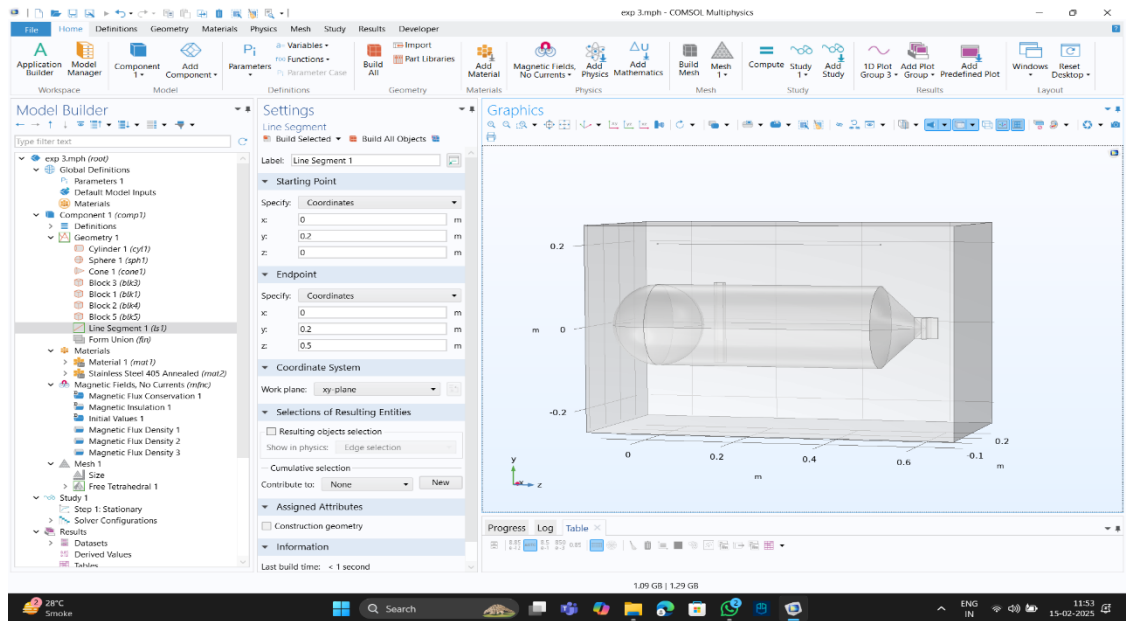 exp 3.mph - COMSOL Multiphysics
File Home Definitions Geometry Materials Physics Mesh Study Results Developer
Application Builder
Model Manager
Workspace
Component 1
Add Component
Model
Pi
Parameters
a= Variables
f(x) Functions
Pi Parameter Case
Definitions
Build All
Import
Part Libraries
Geometry
Add Material
Materials
Magnetic Fields, No Currents
Add Physics
Δu
Add Mathematics
Physics
Build Mesh
Mesh 1
Mesh
Compute
Study 1
Add Study
Study
1D Plot Group 3
Add Plot Group
Add Predefined Plot
Results
Windows
Reset Desktop
Layout
Model Builder
Type filter text
exp 3.mph (root)
Global Definitions
Pi Parameters 1
Default Model Inputs
Materials
Component 1 (comp1)
Definitions
Geometry 1
Cylinder 1 (cyl1)
Sphere 1 (sph1)
Cone 1 (cone1)
Block 3 (blk3)
Block 1 (blk1)
Block 2 (blk4)
Block 5 (blk5)
Line Segment 1 (ls1)
Form Union (fin)
Materials
Material 1 (mat1)
Stainless Steel 405 Annealed (mat2)
Magnetic Fields, No Currents (mfnc)
Magnetic Flux Conservation 1
Magnetic Insulation 1
Initial Values 1
Magnetic Flux Density 1
Magnetic Flux Density 2
Magnetic Flux Density 3
Mesh 1
Size
Free Tetrahedral 1
Study 1
Step 1: Stationary
Solver Configurations
Results
Datasets
Derived Values
Tables
Settings
Line Segment
Build Selected Build All Objects
Label: Line Segment 1
Starting Point
Specify: Coordinates
x: 0 m
y: 0.2 m
z: 0 m
Endpoint
Specify: Coordinates
x: 0 m
y: 0.2 m
z: 0.5 m
Coordinate System
Work plane: xy-plane
Selections of Resulting Entities
Resulting objects selection
Show in physics: Edge selection
Cumulative selection
Contribute to: None New
Assigned Attributes
Construction geometry
Information
Last build time: < 1 second
Graphics
0.2
m 0
-0.2
0 0.2 0.4 0.6 -0.1 0.2
m m
y
x z
Progress Log Table
1.09 GB | 1.29 GB
2
28°C
Smoke
Search
ENG
IN
11:53
15-02-2025